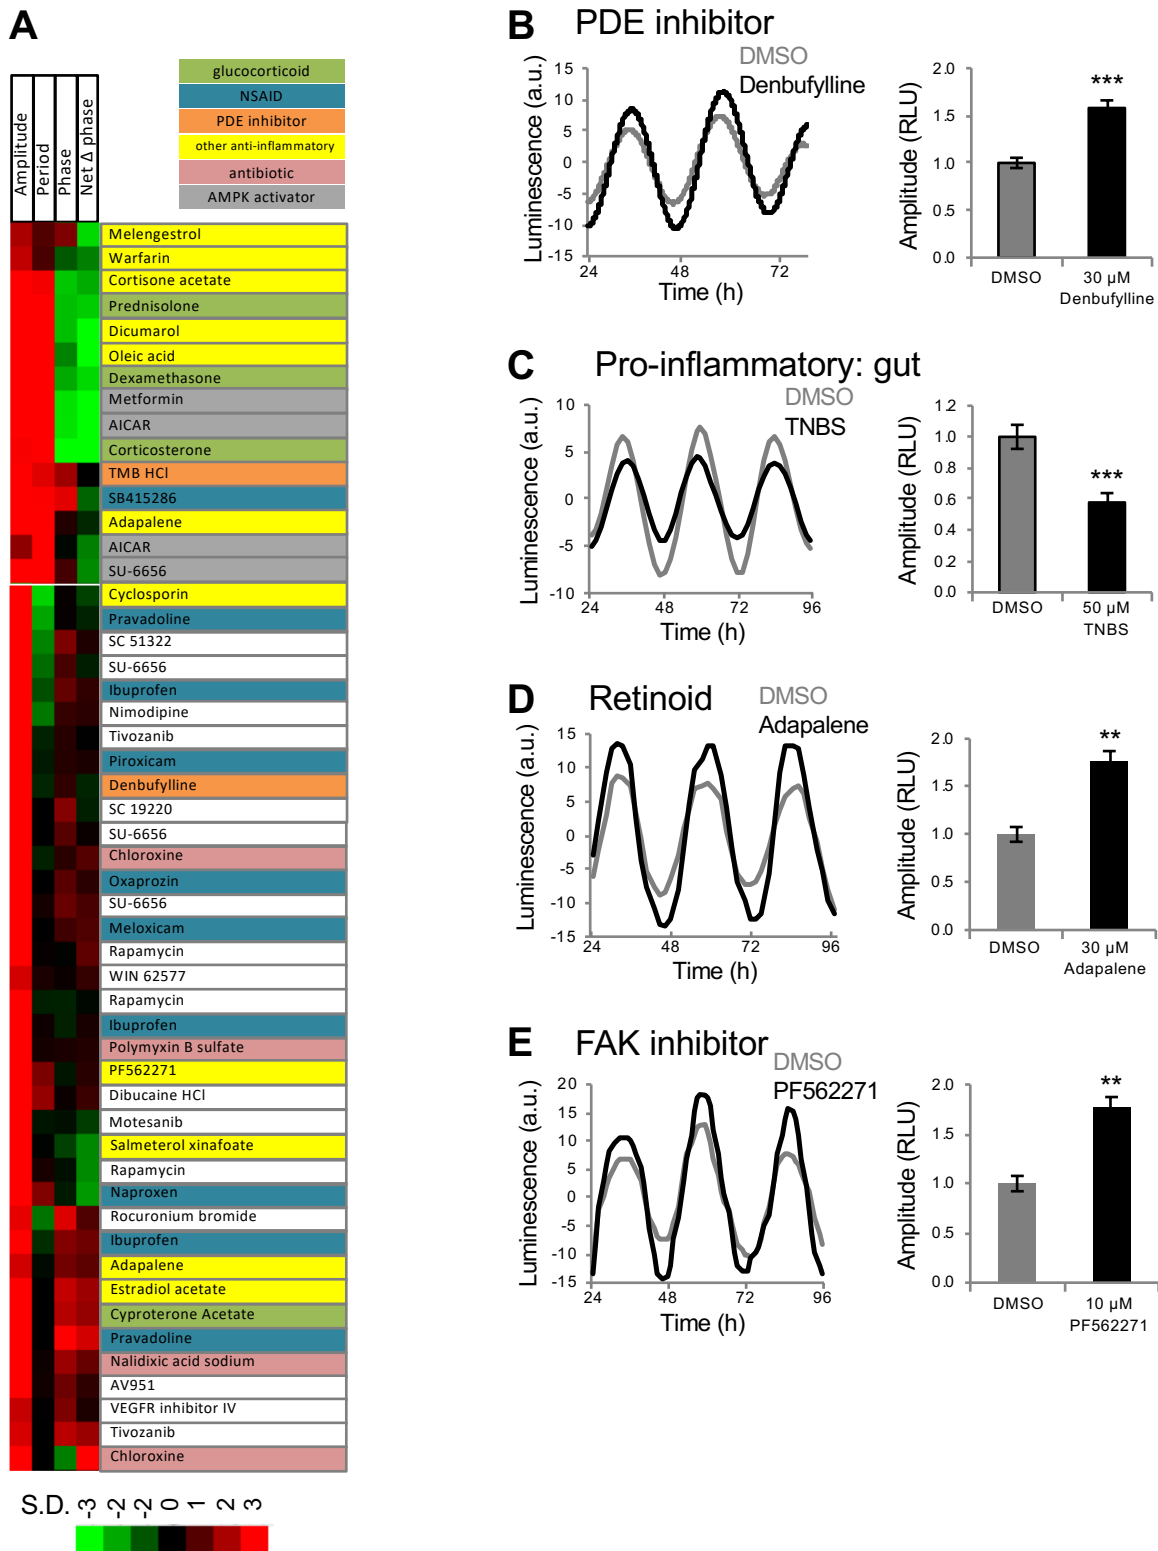 A
Amplitude
Period
Phase
Net Δ phase
glucocorticoid
NSAID
PDE inhibitor
other anti-inflammatory
antibiotic
AMPK activator
Melengestrol
Warfarin
Cortisone acetate
Prednisolone
Dicumarol
Oleic acid
Dexamethasone
Metformin
AICAR
Corticosterone
TMB HCl
SB415286
Adapalene
AICAR
SU-6656
Cyclosporin
Pravadoline
SC 51322
SU-6656
Ibuprofen
Nimodipine
Tivozanib
Piroxicam
Denbufylline
SC 19220
SU-6656
Chloroxine
Oxaprozin
SU-6656
Meloxicam
Rapamycin
WIN 62577
Rapamycin
Ibuprofen
Polymyxin B sulfate
PF562271
Dibucaine HCl
Motesanib
Salmeterol xinafoate
Rapamycin
Naproxen
Rocuronium bromide
Ibuprofen
Adapalene
Estradiol acetate
Cyproterone Acetate
Pravadoline
Nalidixic acid sodium
AV951
VEGFR inhibitor IV
Tivozanib
Chloroxine
S.D. -3 -2 -2 0 1 2 3
B PDE inhibitor
DMSO
Denbufylline
Luminescence (a.u.)
15
10
5
0
-5
-10
-15
24 48 72
Time (h)
Amplitude (RLU)
2.0
1.5
1.0
0.5
0.0
***
DMSO 30 µM
Denbufylline
C Pro-inflammatory: gut
DMSO
TNBS
Luminescence (a.u.)
10
5
0
-5
-10
24 48 72 96
Time (h)
Amplitude (RLU)
1.2
1.0
0.8
0.6
0.4
0.2
0.0
***
DMSO 50 µM
TNBS
D Retinoid
DMSO
Adapalene
Luminescence (a.u.)
15
10
5
0
-5
-10
-15
24 48 72 96
Time (h)
Amplitude (RLU)
2.0
1.5
1.0
0.5
0.0
**
DMSO 30 µM
Adapalene
E FAK inhibitor
DMSO
PF562271
Luminescence (a.u.)
20
15
10
5
0
-5
-10
-15
24 48 72 96
Time (h)
Amplitude (RLU)
2.0
1.5
1.0
0.5
0.0
**
DMSO 10 µM
PF562271